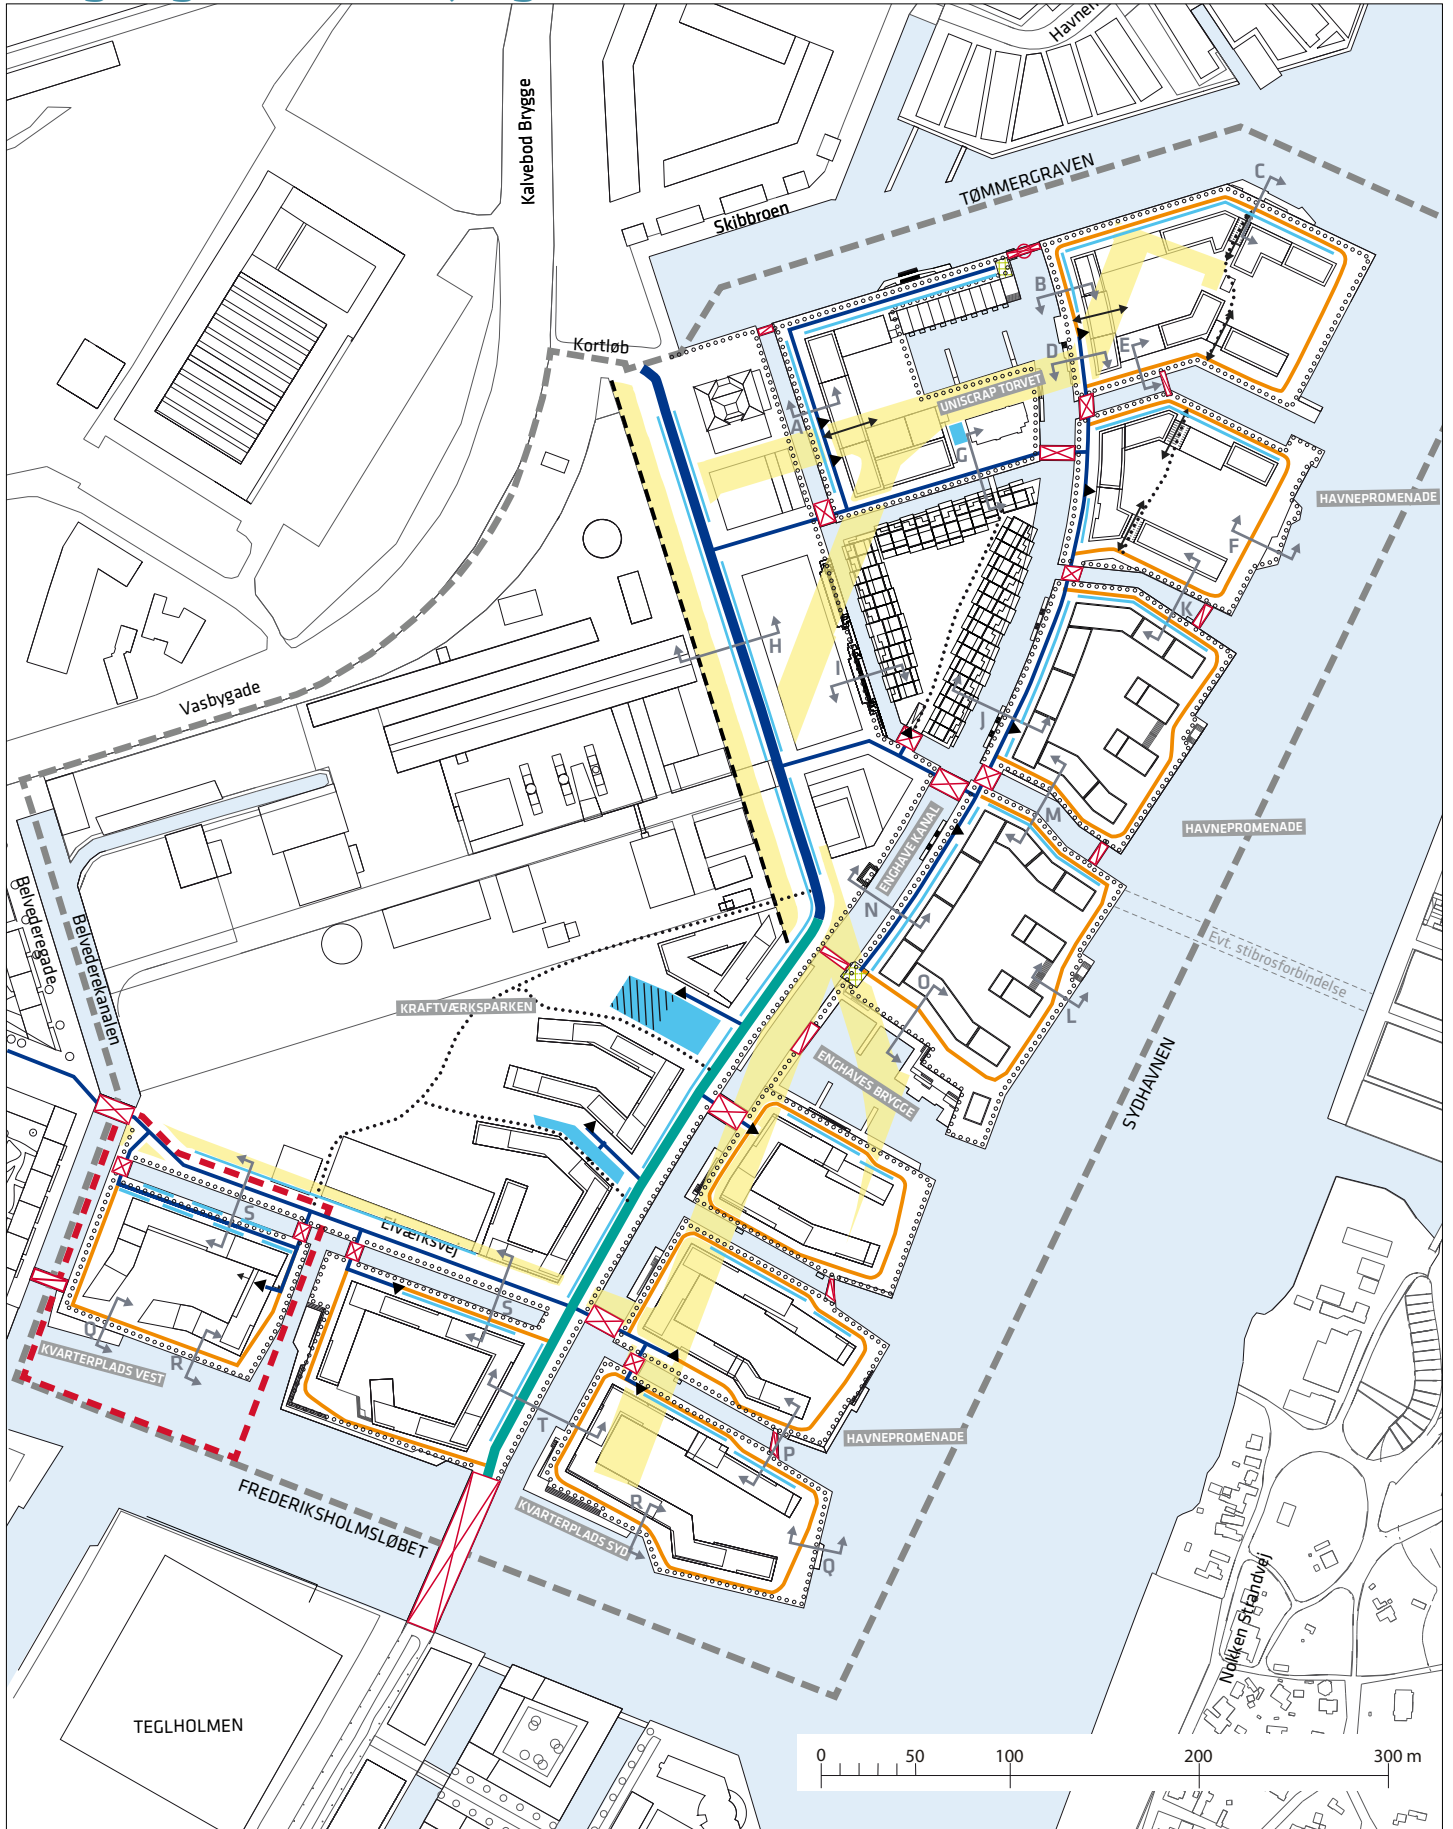 Havnen
Kalvebod Brygge
Skibbroen
TØMMERGRAVEN
C
B
Kortløb
D
E
UNISCRAP TORVET
A
G
HAVNEPROMENADE
F
K
H
I
Vasbygade
J
M
HAVNEPROMENADE
ENGHAVE KANAL
Belvederegade
Belvederekanalen
N
Evt. stibrosforbindelse
O
L
KRAFTVÆRKSPARKEN
ENGHAVES BRYGGE
SYDHAVNEN
S
Elværksvej
S
Q
R
KVARTERPLADS VEST
T
HAVNEPROMENADE
P
FREDERIKSHOLMSLØBET
R
KVARTERPLADS SYD
Q
Nokken Strandvej
TEGLHOLMEN
0 50 100 200 300 m